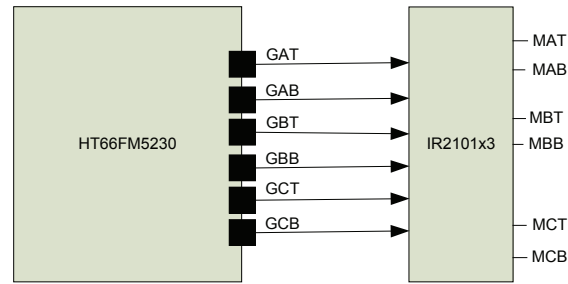 HT66FM5230
GAT
GAB
GBT
GBB
GCT
GCB
IR2101x3
MAT
MAB
MBT
MBB
MCT
MCB